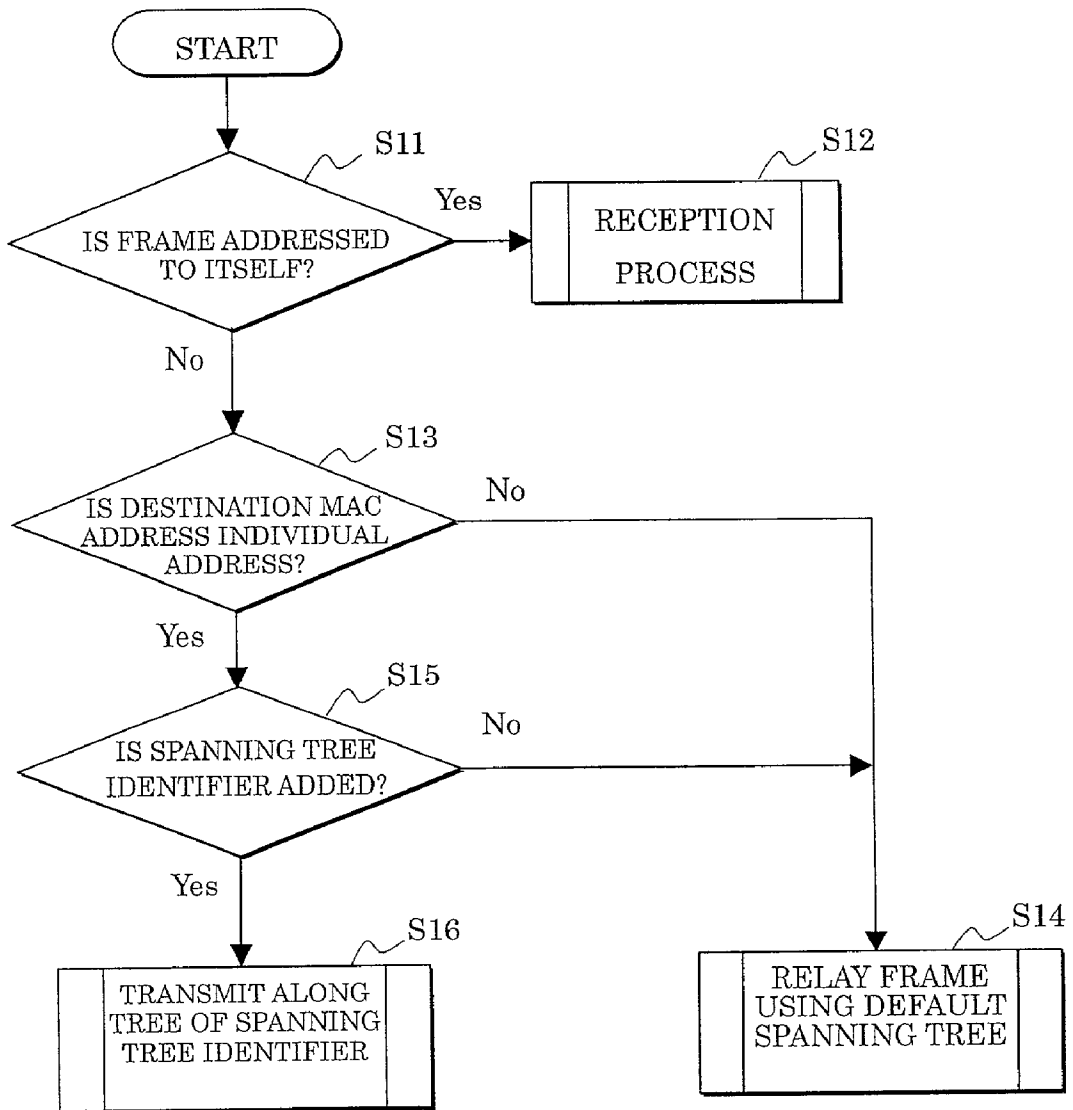 START
S11
IS FRAME ADDRESSED
TO ITSELF?
Yes
S12
RECEPTION
PROCESS
No
S13
IS DESTINATION MAC
ADDRESS INDIVIDUAL
ADDRESS?
No
Yes
S15
IS SPANNING TREE
IDENTIFIER ADDED?
No
Yes
S16
TRANSMIT ALONG
TREE OF SPANNING
TREE IDENTIFIER
S14
RELAY FRAME
USING DEFAULT
SPANNING TREE